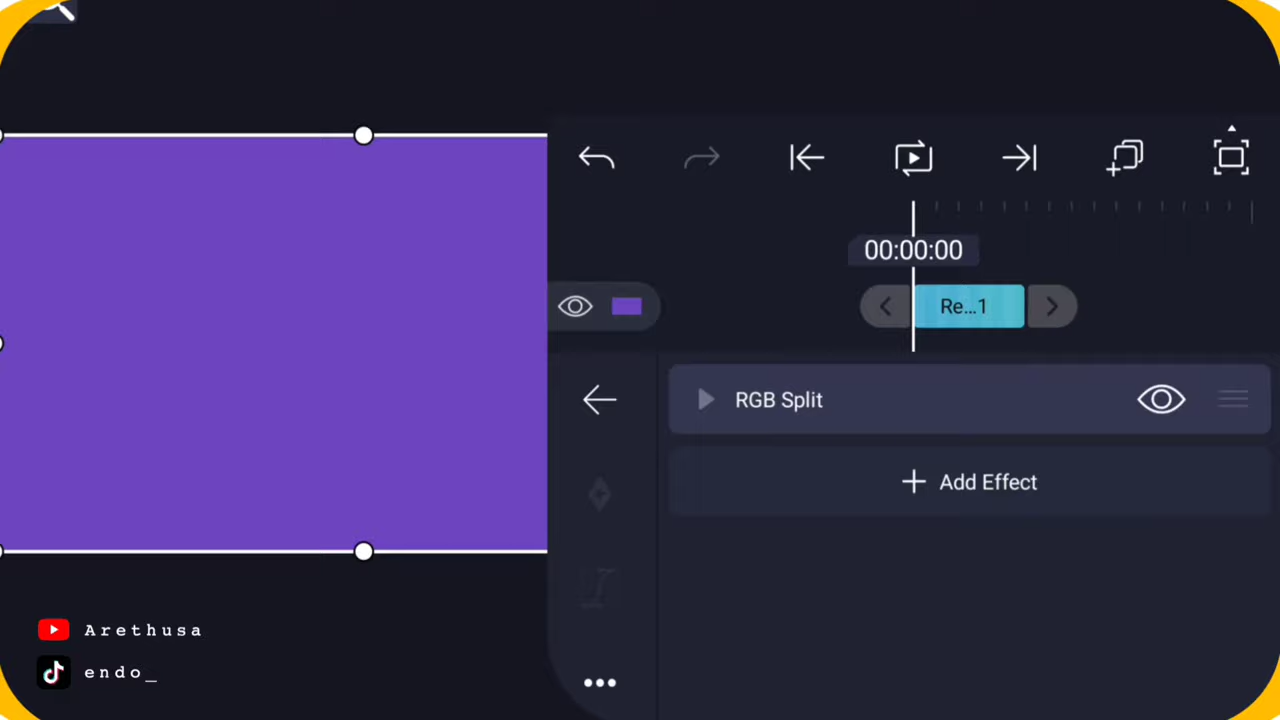 00:00:00
Re...1
RGB Split
+ Add Effect
Arethusa
endo_